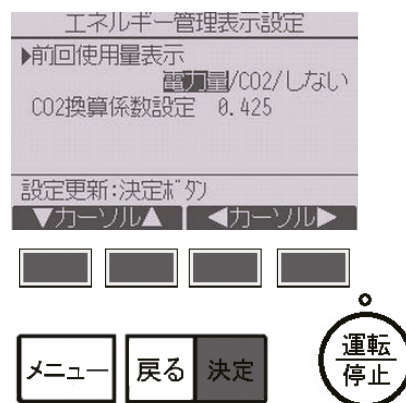 エネルギー管理表示設定
▶前回使用量表示
電力量/CO2/しない
CO2換算係数設定 0.425
設定更新:決定ボタン
▼カーソル▲ ◀カーソル▶
メニュー 戻る 決定 運転
停止